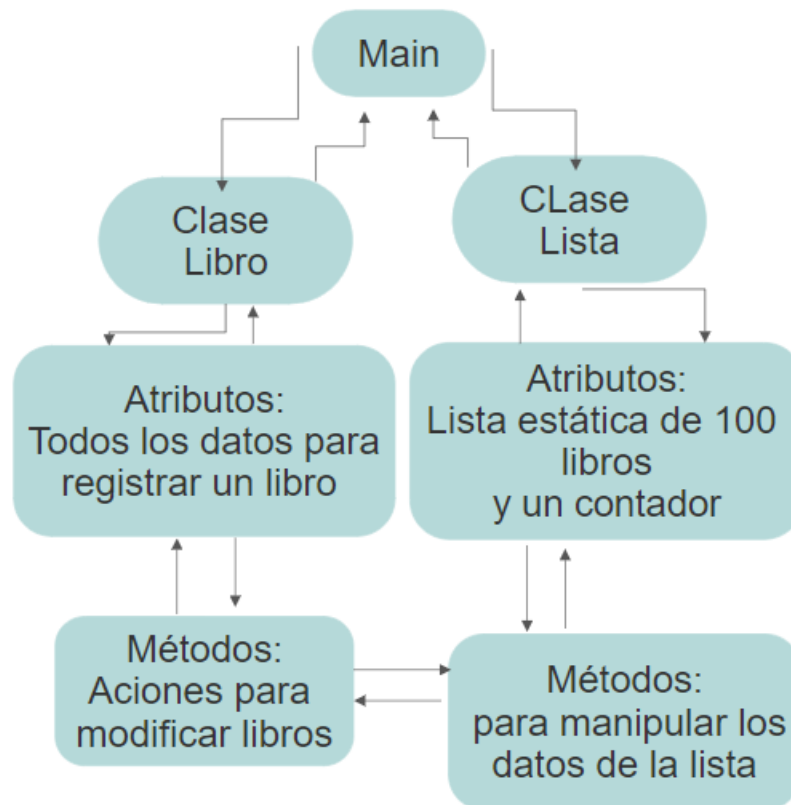 Main
Clase
Libro
CLase
Lista
Atributos:
Todos los datos para
registrar un libro
Atributos:
Lista estática de 100
libros
y un contador
Métodos:
Aciones para
modificar libros
Métodos:
para manipular los
datos de la lista